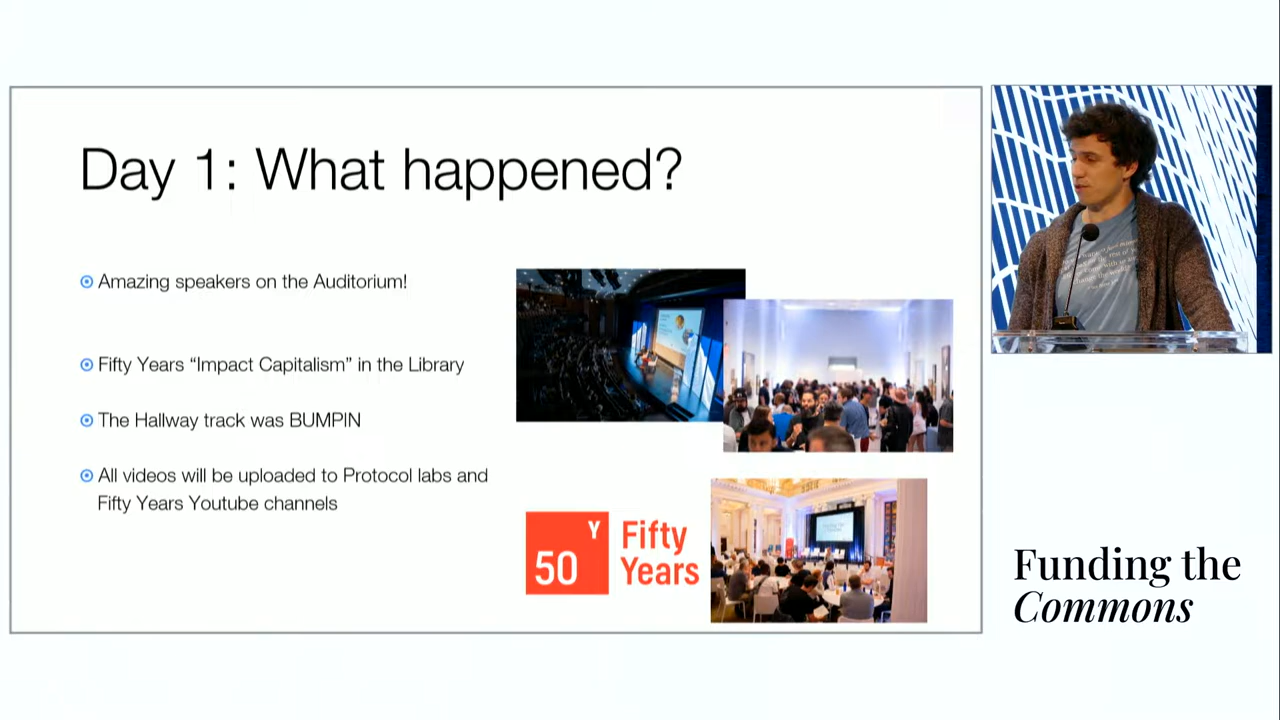 Day 1: What happened?
Amazing speakers on the Auditorium!
Fifty Years “Impact Capitalism” in the Library
The Hallway track was BUMPIN
All videos will be uploaded to Protocol labs and
Fifty Years Youtube channels
Y
50
Fifty
Years
Funding the
Commons